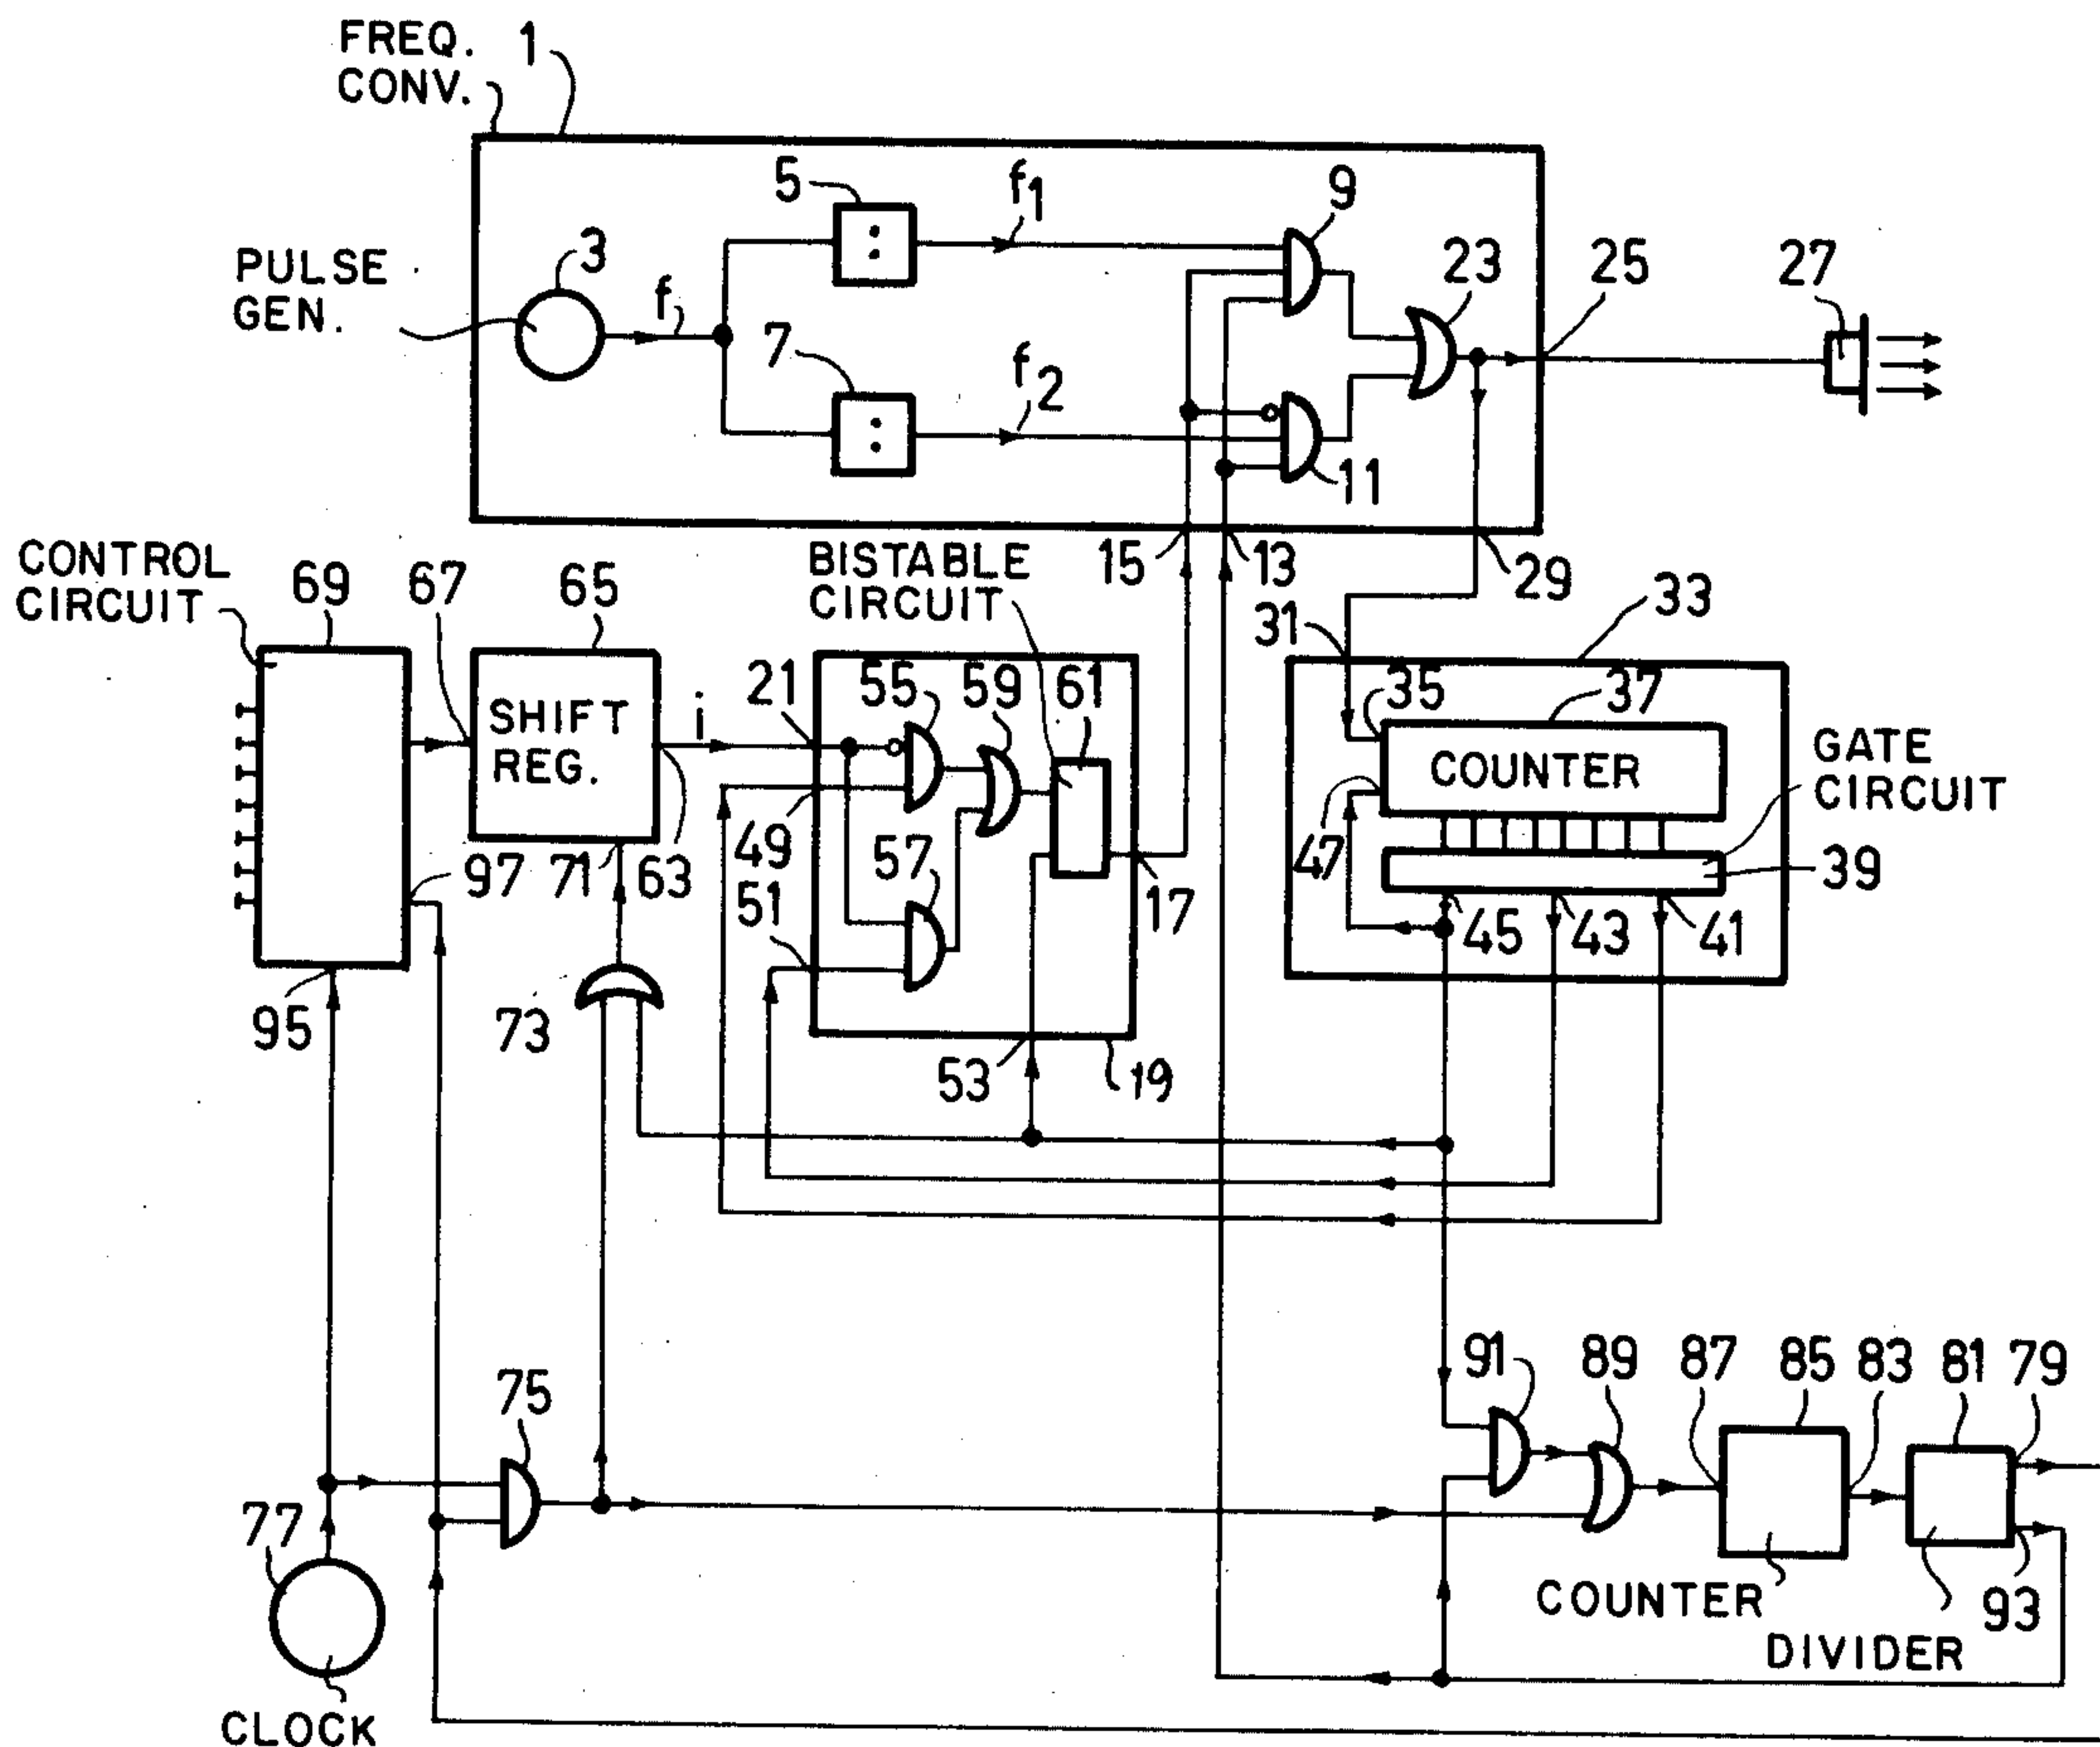 FREQ. 1
CONV.
5
f1
9
PULSE
GEN.
3
f
23
25
27
7
f2
11
CONTROL
CIRCUIT
69
67
65
BISTABLE
CIRCUIT
15
13
29
31
33
SHIFT
REG.
i
21
55
59
61
35
37
COUNTER
GATE
CIRCUIT
49
57
47
39
97
71
63
51
17
45
43
41
95
73
53
19
91
89
87
85
83
81
79
75
77
COUNTER
93
DIVIDER
CLOCK